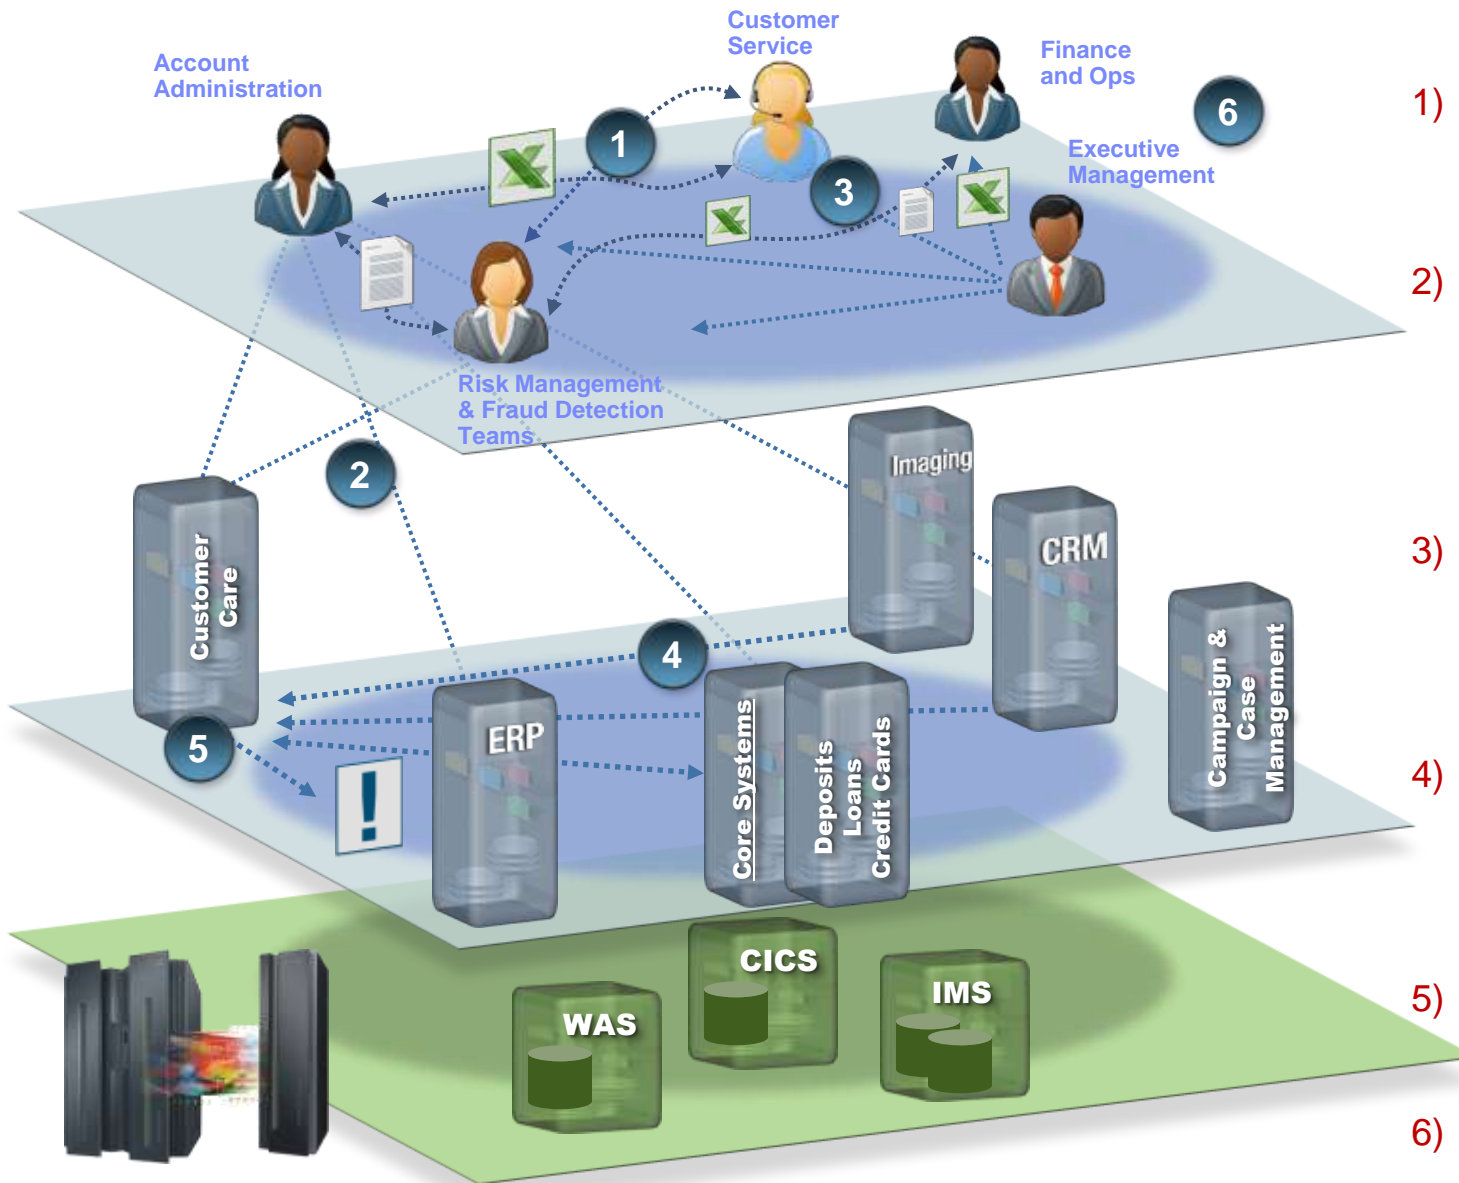 Customer
Service
Account
Administration
Finance
and Ops
6
1)
1
Executive
Management
3
2)
Risk Management
& Fraud Detection
Teams
2
Imaging
CRM
3)
Customer
Care
4
Campaign &
Case
Management
5
!
ERP
Core Systems
Deposits
Loans
Credit Cards
4)
CICS
IMS
WAS
5)
6)